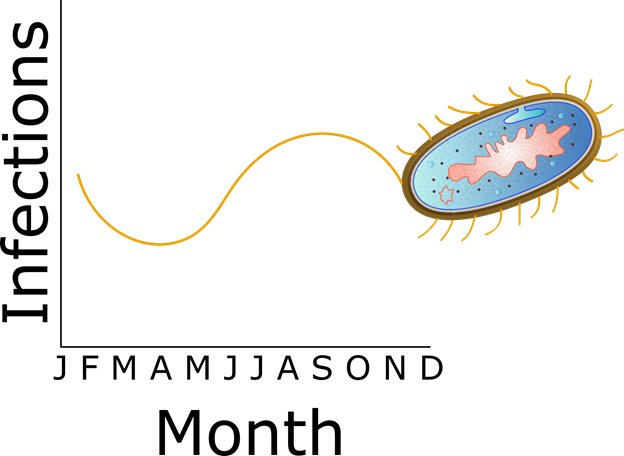 Infections
J F M A M J J A S O N D
Month